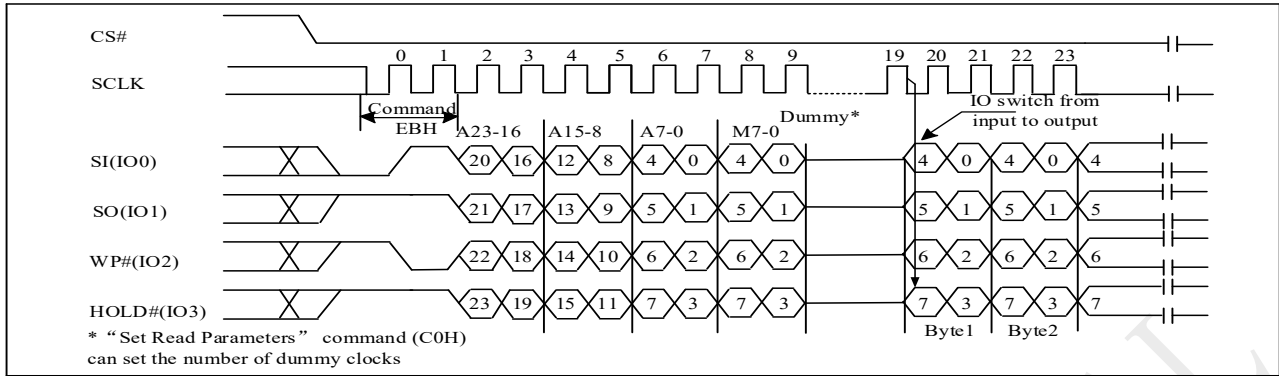 CS#
0 1 2 3 4 5 6 7 8 9 19 20 21 22 23
SCLK
Command
EBH
A23-16 A15-8 A7-0 M7-0
Dummy*
IO switch from
input to output
SI(IO0) 20 16 12 8 4 0 4 0 4 0 4 0 4
SO(IO1) 21 17 13 9 5 1 5 1 5 1 5 1 5
WP#(IO2) 22 18 14 10 6 2 6 2 6 2 6 2 6
HOLD#(IO3) 23 19 15 11 7 3 7 3 7 3 7 3 7
Byte1 Byte2
* “Set Read Parameters” command (C0H)
can set the number of dummy clocks